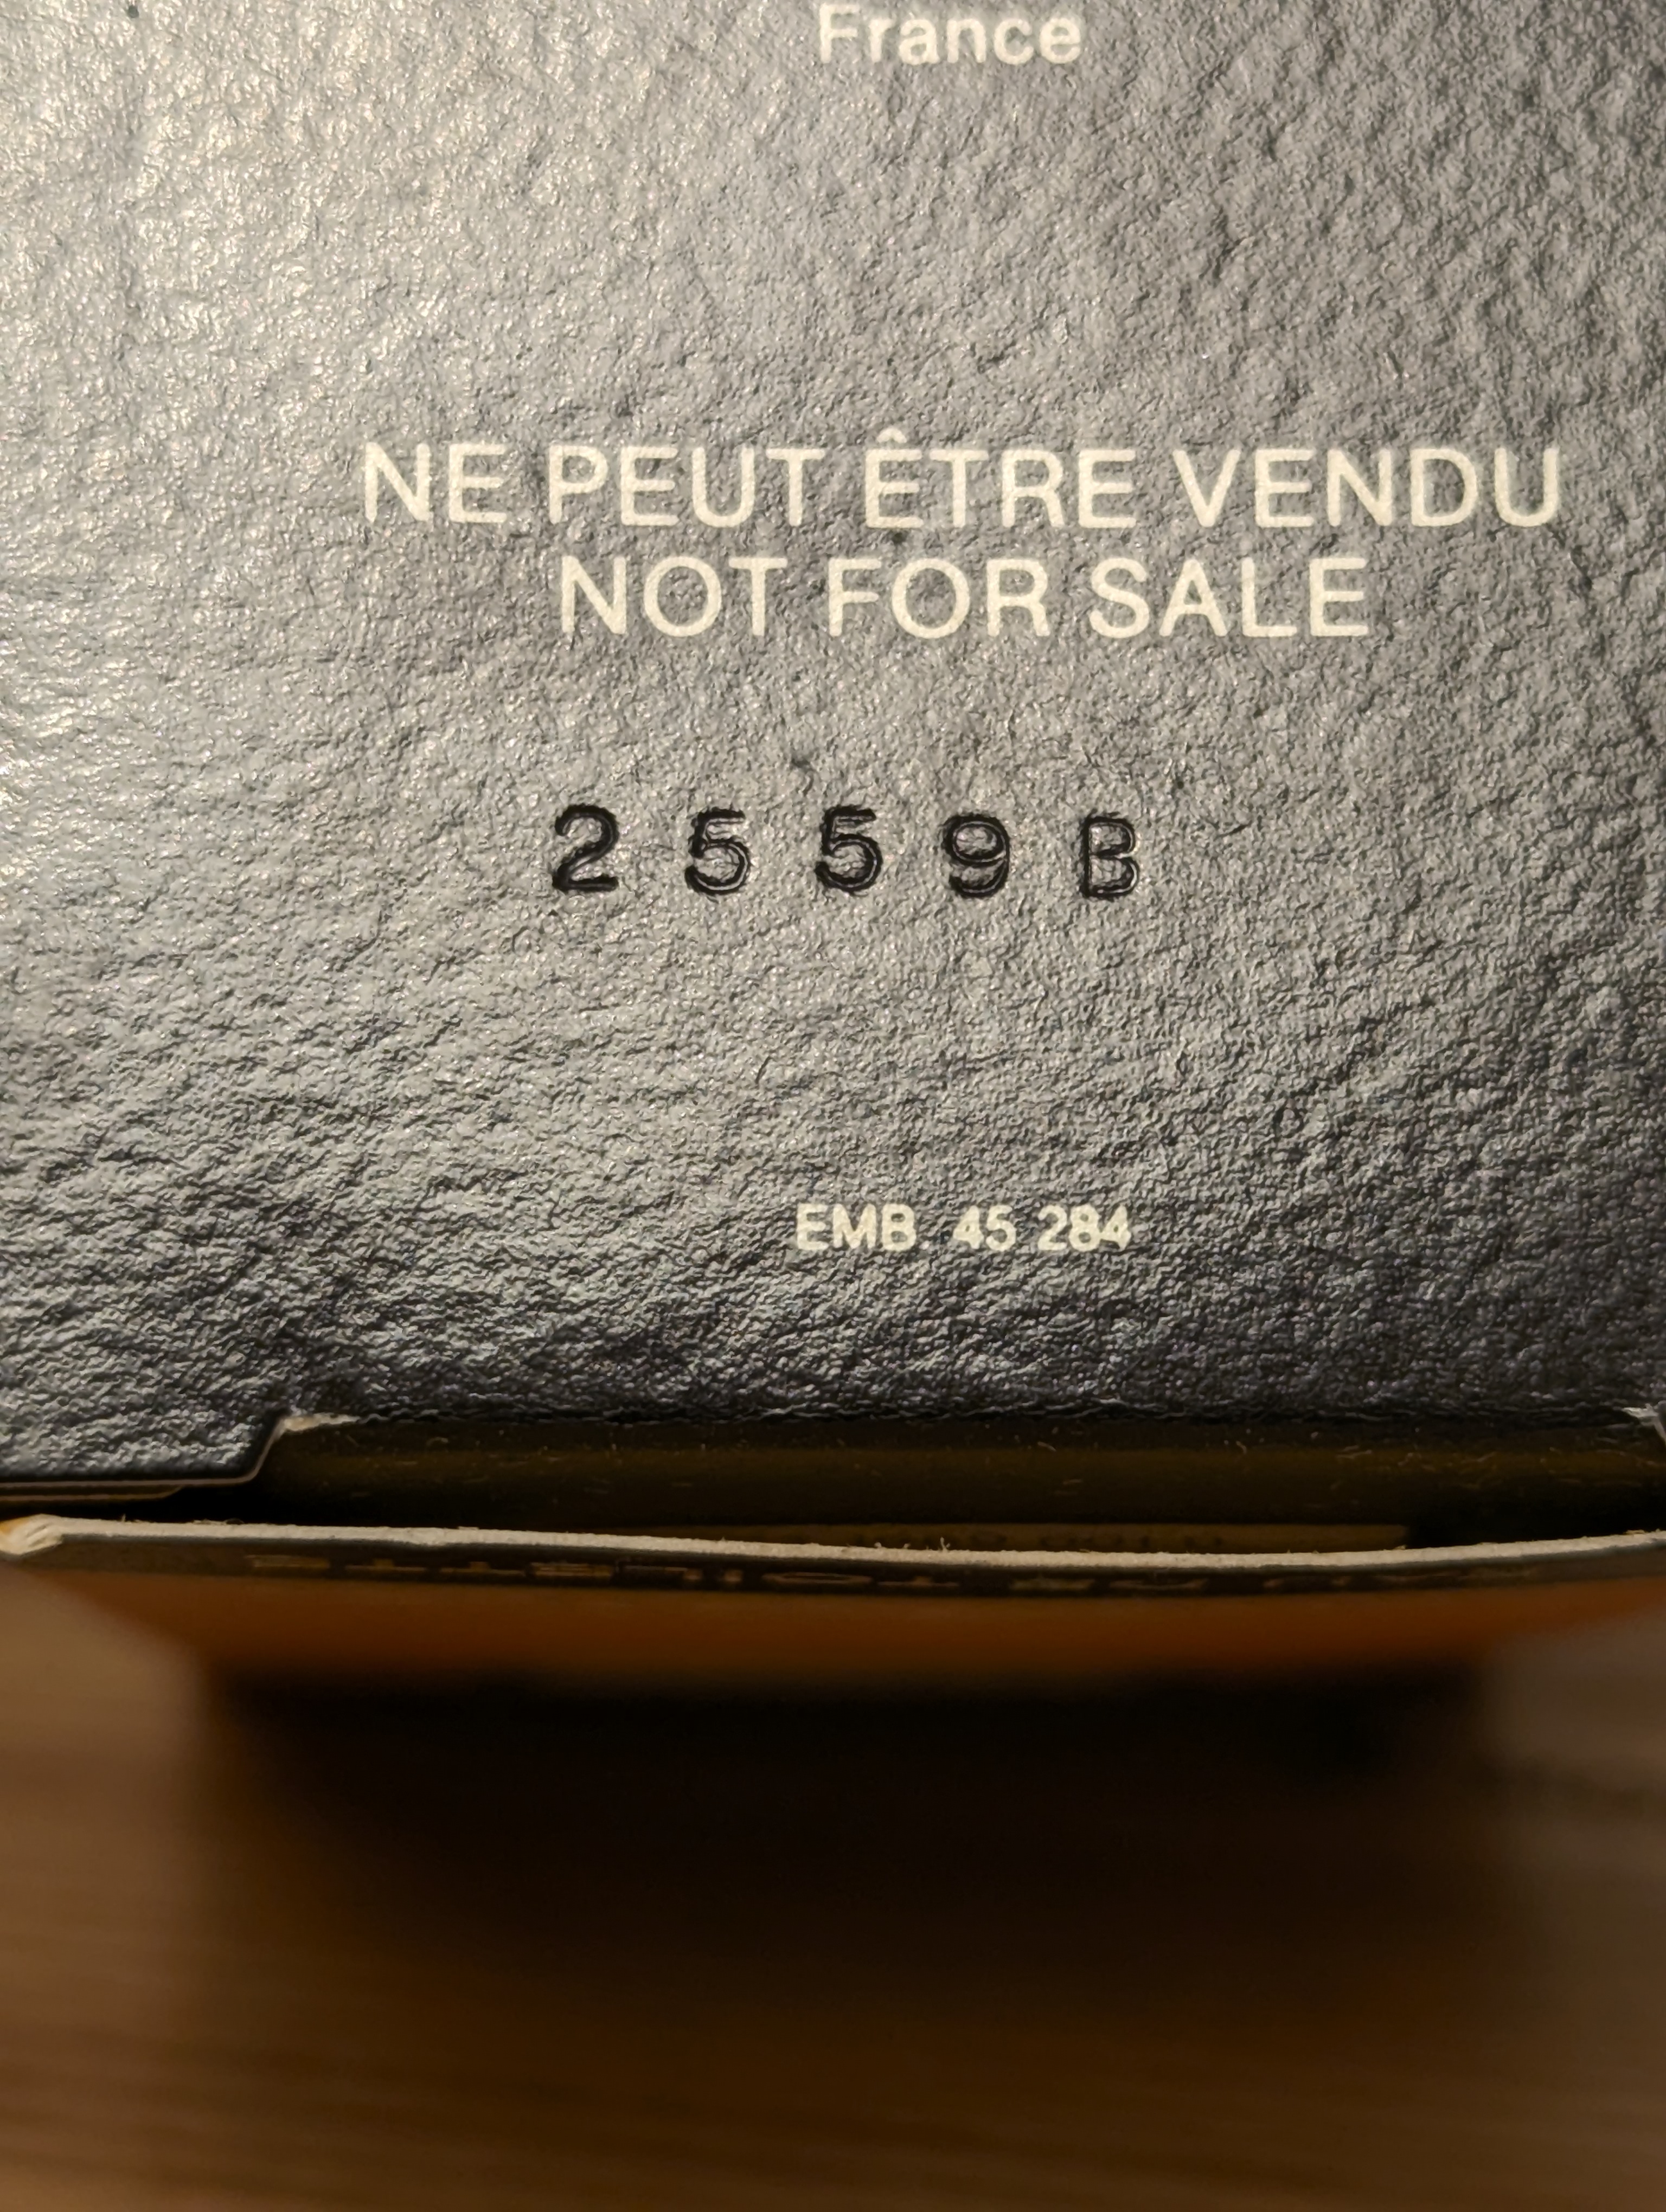 France
NE PEUT ÊTRE VENDU
NOT FOR SALE
2559B
EMB. 45 284